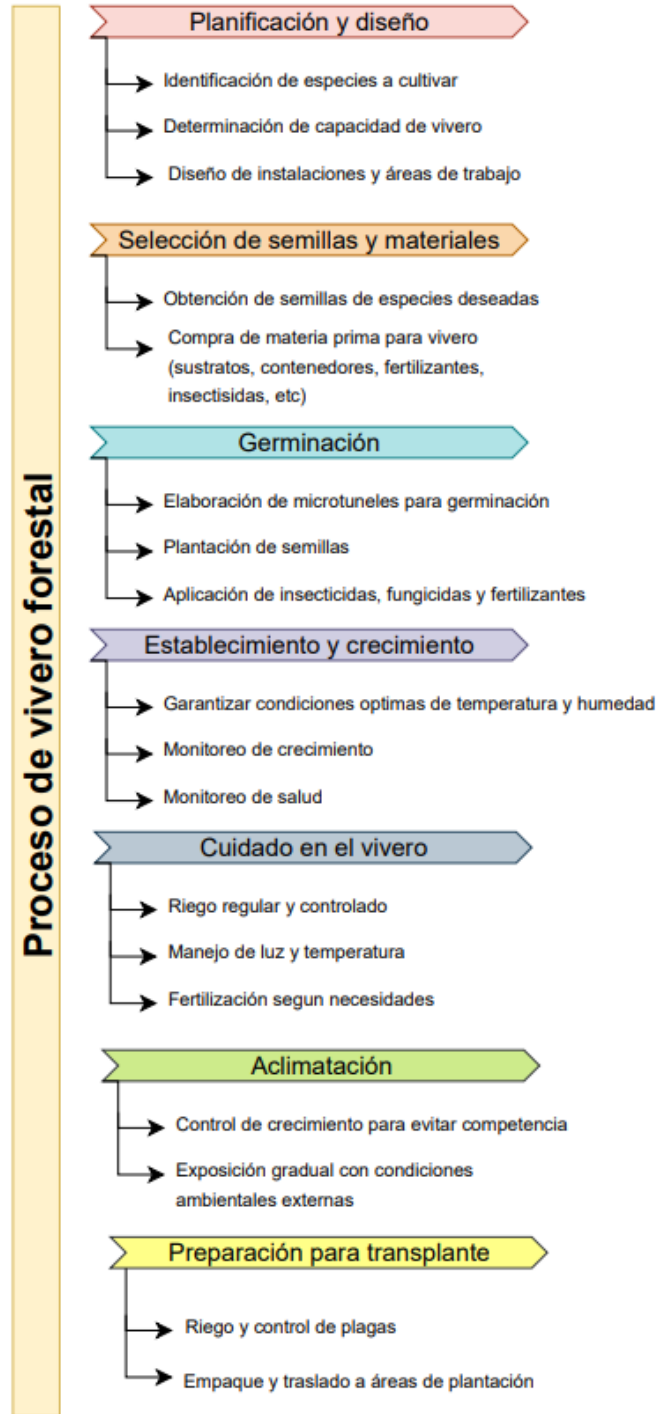 Proceso de vivero forestal
Planificación y diseño
Identificación de especies a cultivar
Determinación de capacidad de vivero
Diseño de instalaciones y áreas de trabajo
Selección de semillas y materiales
Obtención de semillas de especies deseadas
Compra de materia prima para vivero
(sustratos, contenedores, fertilizantes,
insectisidas, etc)
Germinación
Elaboración de microtuneles para germinación
Plantación de semillas
Aplicación de insecticidas, fungicidas y fertilizantes
Establecimiento y crecimiento
Garantizar condiciones optimas de temperatura y humedad
Monitoreo de crecimiento
Monitoreo de salud
Cuidado en el vivero
Riego regular y controlado
Manejo de luz y temperatura
Fertilización segun necesidades
Aclimatación
Control de crecimiento para evitar competencia
Exposición gradual con condiciones
ambientales externas
Preparación para transplante
Riego y control de plagas
Empaque y traslado a áreas de plantación